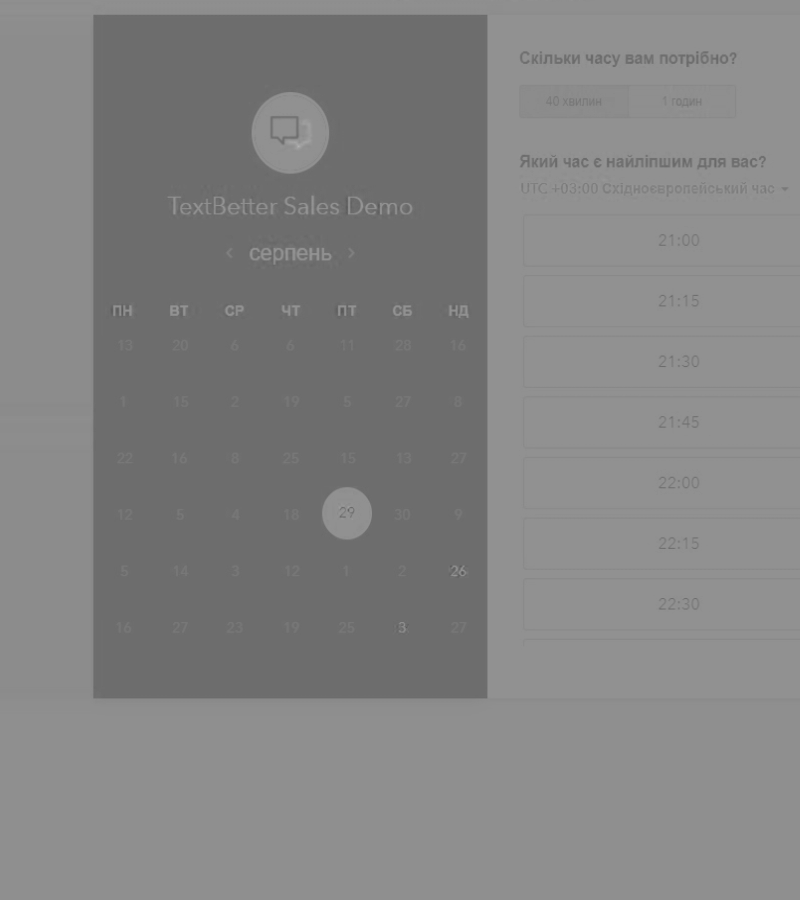 TextBetter Sales Demo
серпень
ПН ВТ СР ЧТ ПТ СБ НД
13 20 6 6 11 28 16
1 15 2 19 5 27 8
22 16 8 25 15 13 27
12 5 4 18 29 30 9
5 14 3 12 1 2 26
16 27 23 19 25 3 27
Скільки часу вам потрібно?
40 хвилин 1 годин
Який час є найліпшим для вас?
UTC +03:00 Східноєвропейський час
21:00
21:15
21:30
21:45
22:00
22:15
22:30